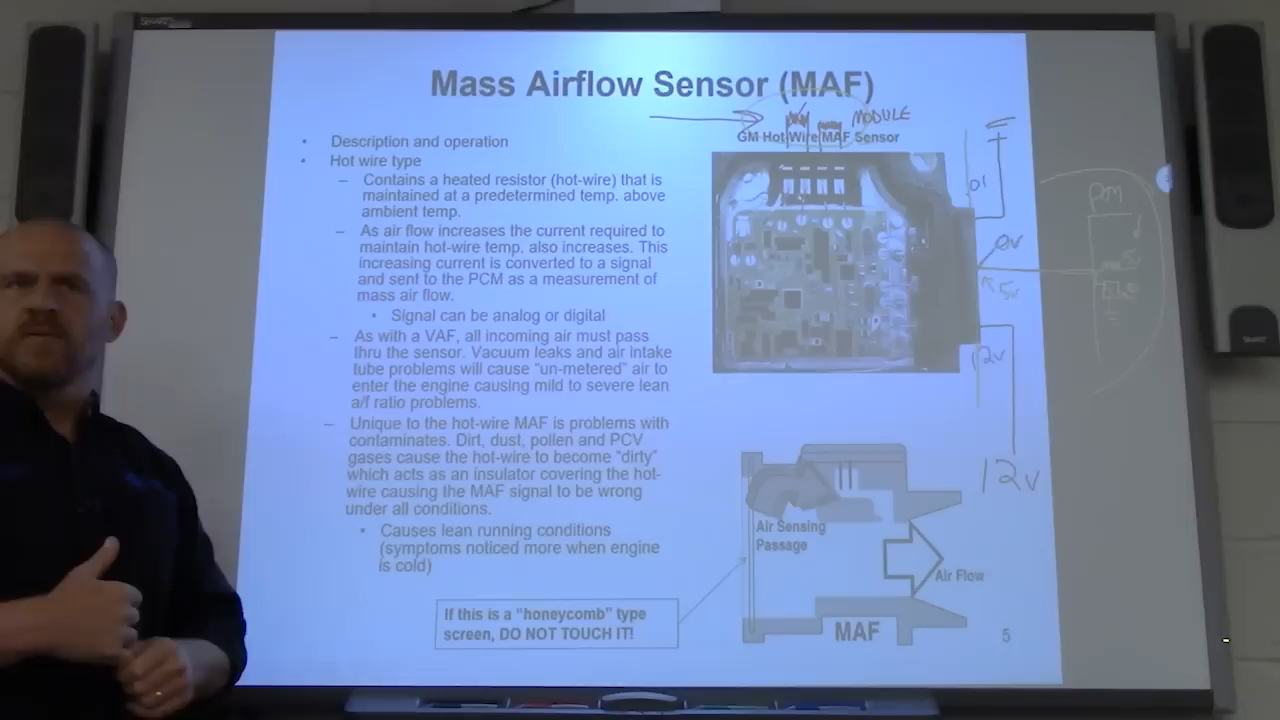 Mass Airflow Sensor (MAF)
MODULE
GM Hot Wire MAF Sensor
• Description and operation
• Hot wire type
– Contains a heated resistor (hot-wire) that is
maintained at a predetermined temp. above
ambient temp.
– As air flow increases the current required to
maintain hot-wire temp. also increases. This
increasing current is converted to a signal
and sent to the PCM as a measurement of
mass air flow.
• Signal can be analog or digital
– As with a VAF, all incoming air must pass
thru the sensor. Vacuum leaks and air intake
tube problems will cause “un-metered” air to
enter the engine causing mild to severe lean
a/f ratio problems.
– Unique to the hot-wire MAF is problems with
contaminates. Dirt, dust, pollen and PCV
gases cause the hot-wire to become “dirty”
which acts as an insulator covering the hot-
wire causing the MAF signal to be wrong
under all conditions.
• Causes lean running conditions
(symptoms noticed more when engine
is cold)
If this is a “honeycomb” type
screen, DO NOT TOUCH IT!
0v
5v
12v
12v
Air Sensing
Passage
Air Flow
MAF
5